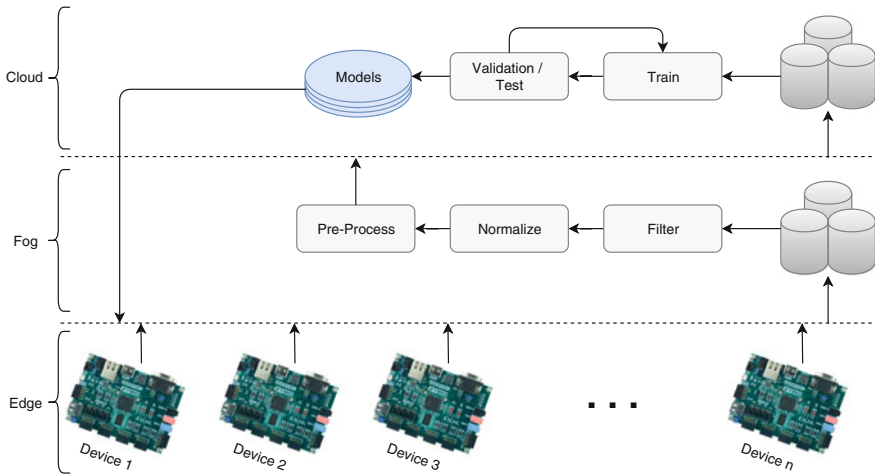 Cloud
Models
Validation /
Test
Train
Fog
Pre-Process
Normalize
Filter
Edge
Device 1
Device 2
Device 3
. . .
Device n